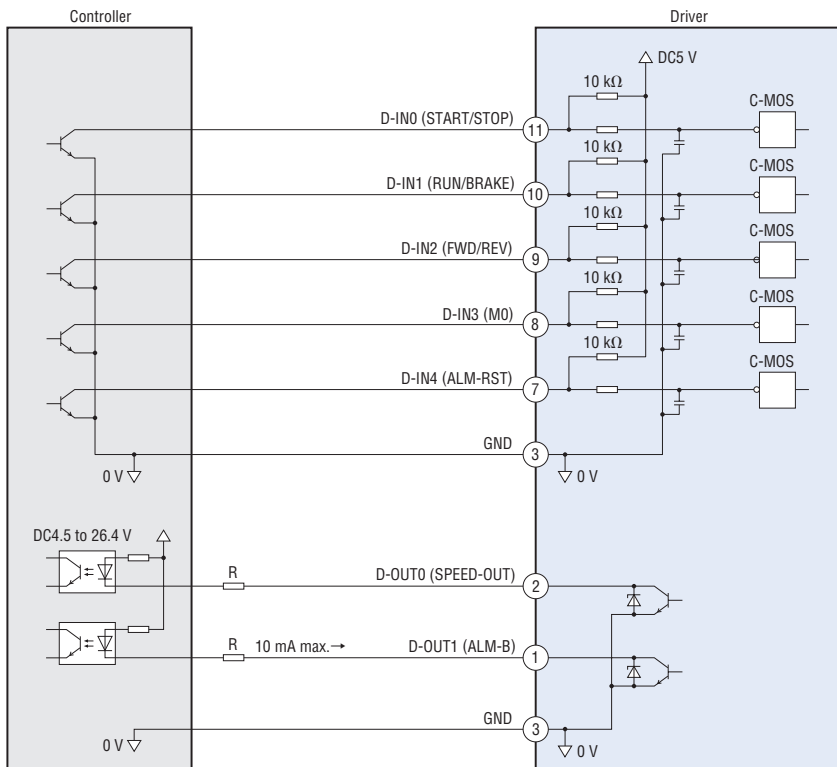 Controller
Driver
DC5 V
10 kΩ
C-MOS
D-IN0 (START/STOP)
11
10 kΩ
C-MOS
D-IN1 (RUN/BRAKE)
10
10 kΩ
C-MOS
D-IN2 (FWD/REV)
9
10 kΩ
C-MOS
D-IN3 (M0)
8
10 kΩ
C-MOS
D-IN4 (ALM-RST)
7
GND
3
0 V
0 V
DC4.5 to 26.4 V
R
D-OUT0 (SPEED-OUT)
2
R
10 mA max.→
D-OUT1 (ALM-B)
1
GND
3
0 V
0 V